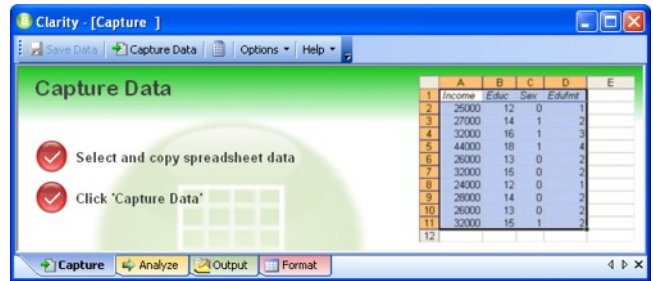 Clarity - [Capture ]
Save Data Capture Data Options Help
Capture Data
Select and copy spreadsheet data
Click 'Capture Data'
A B C D E
1 Income Educ Sex Edulmt
2 25000 12 0 1
3 27000 14 1 2
4 32000 16 1 3
5 44000 18 1 4
6 26000 13 0 2
7 32000 15 0 2
8 24000 12 0 1
9 28000 14 0 2
10 26000 13 0 2
11 32000 15 1 2
12
Capture Analyze Output Format